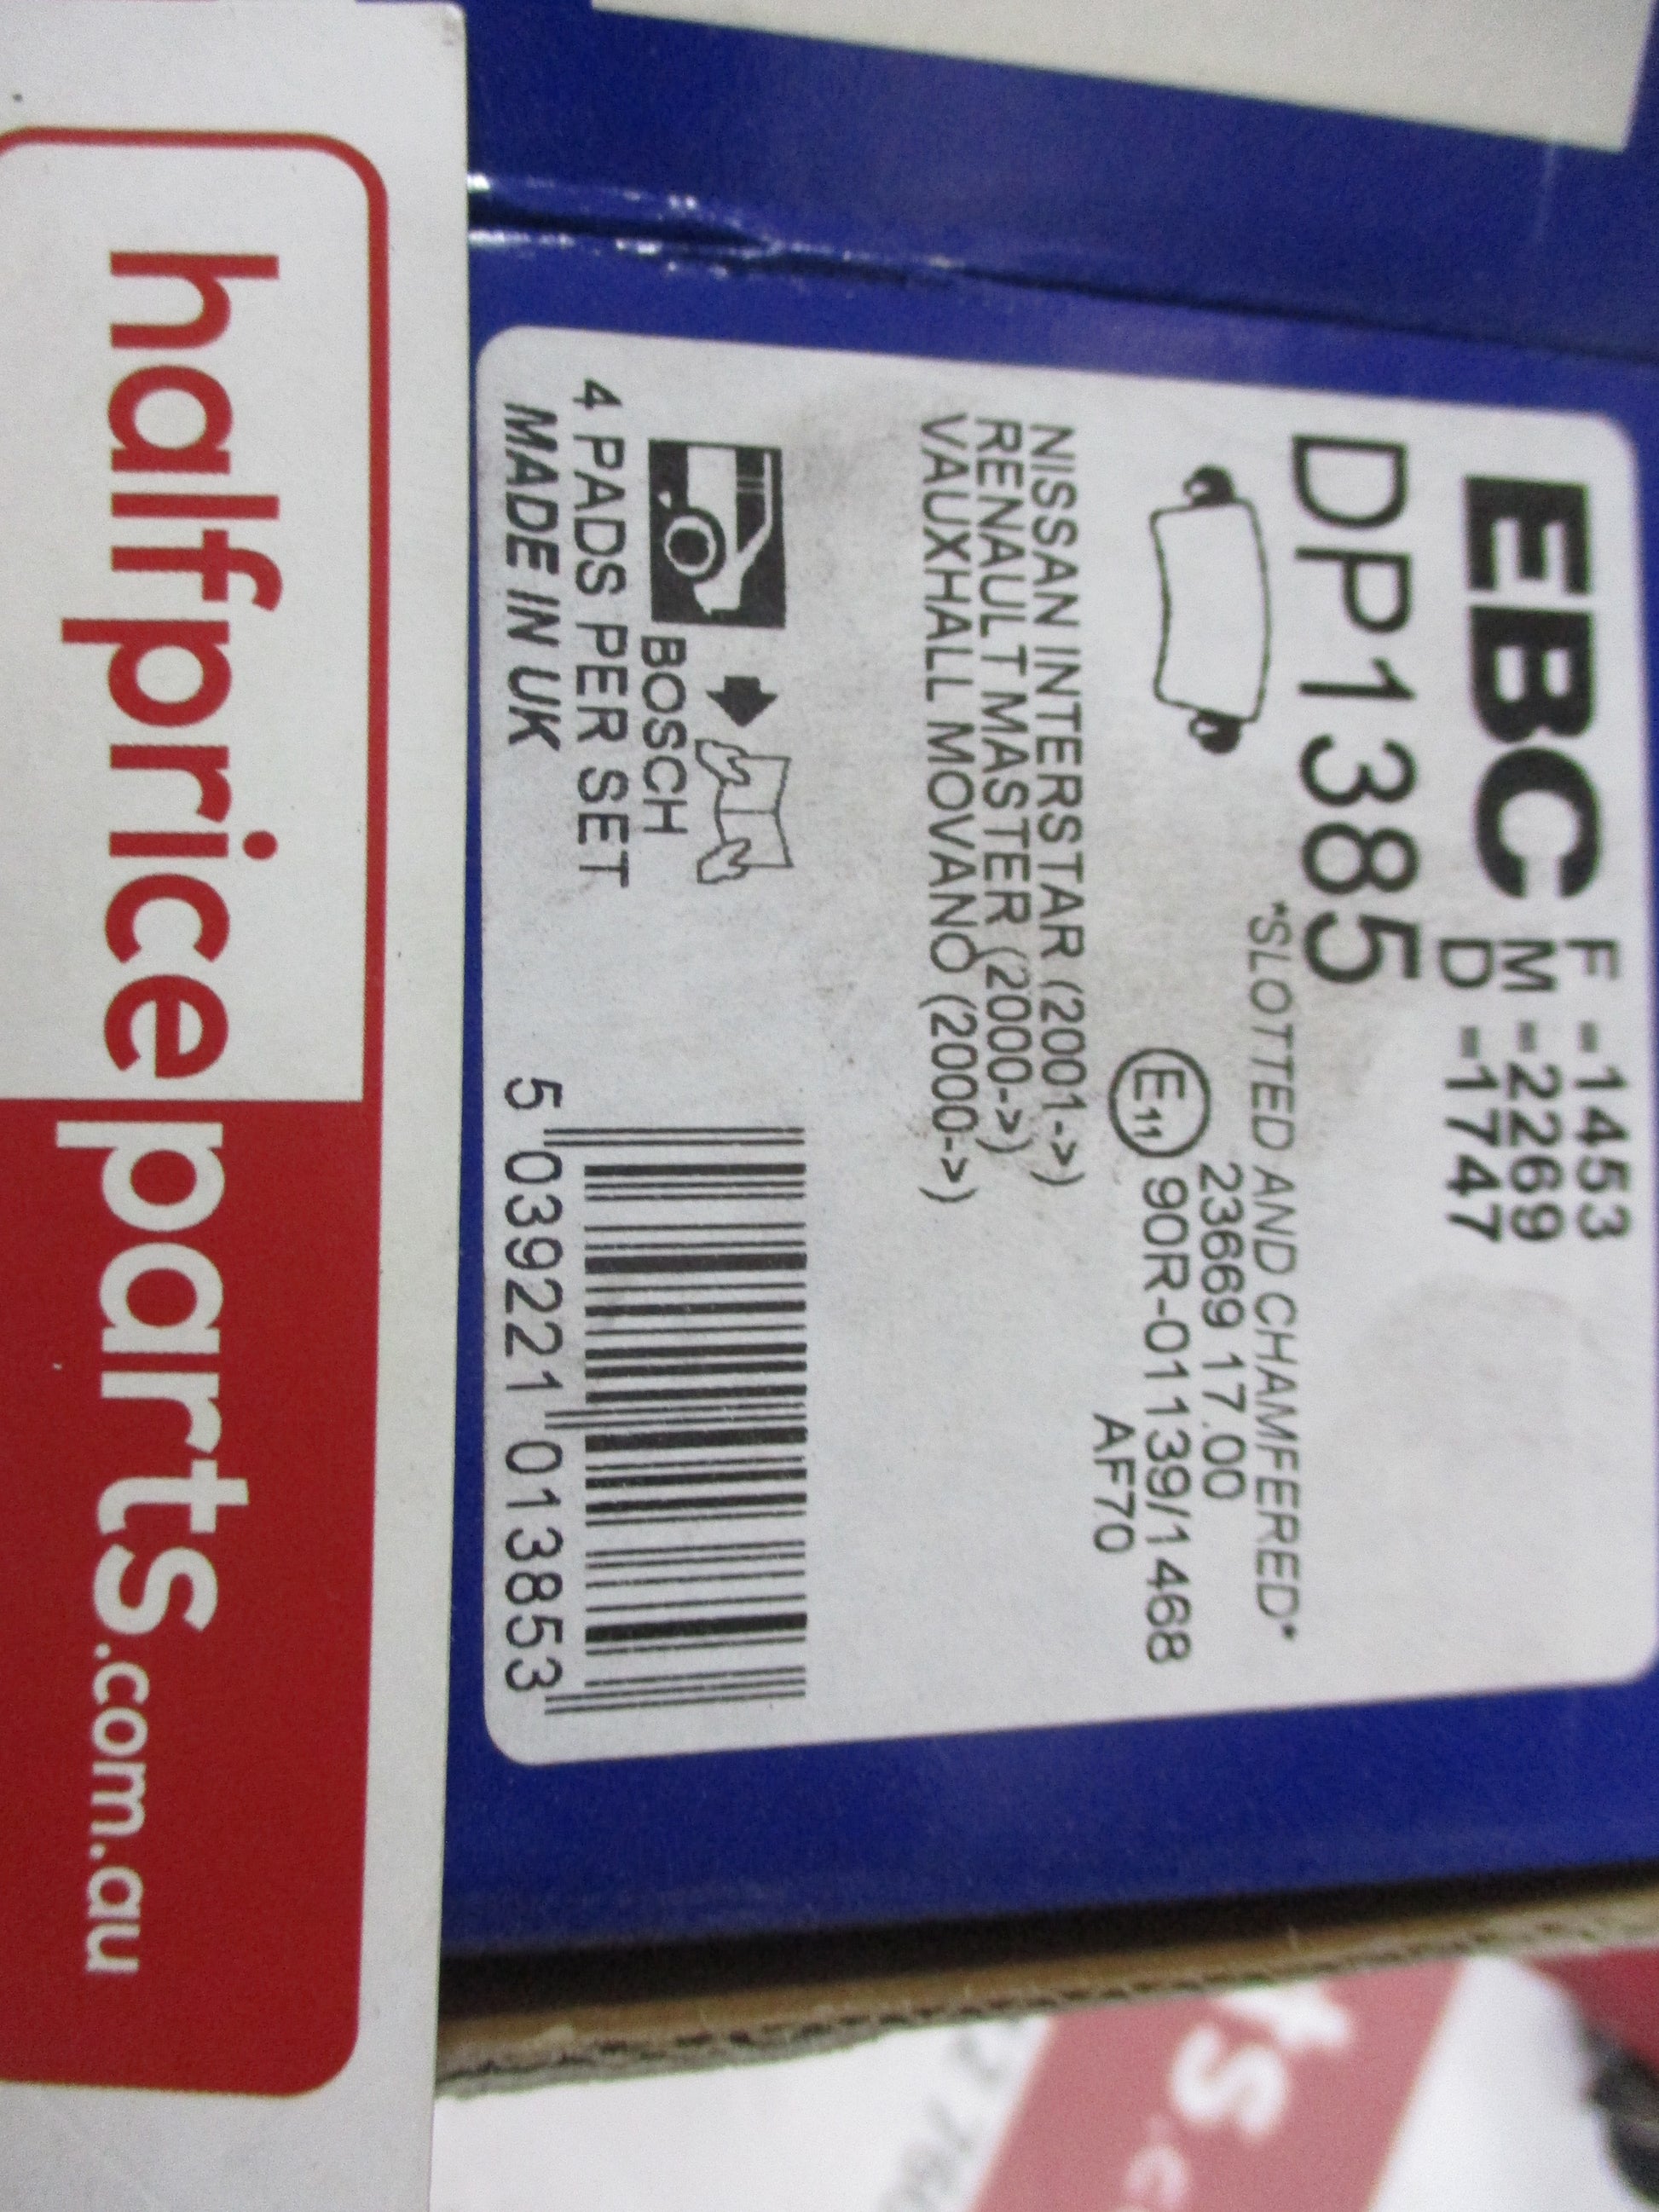 EBC
F -1453
M -2269
D -1747
DP1385
*SLOTTED AND CHAMFERED*
23669 17.00
E11 90R-01139/1468
AF70
NISSAN INTERSTAR (2001->)
RENAULT MASTER (2000->)
VAUXHALL MOVANO (2000->)
BOSCH
4 PADS PER SET
MADE IN UK
5 039221 013853
halfpriceparts.com.au